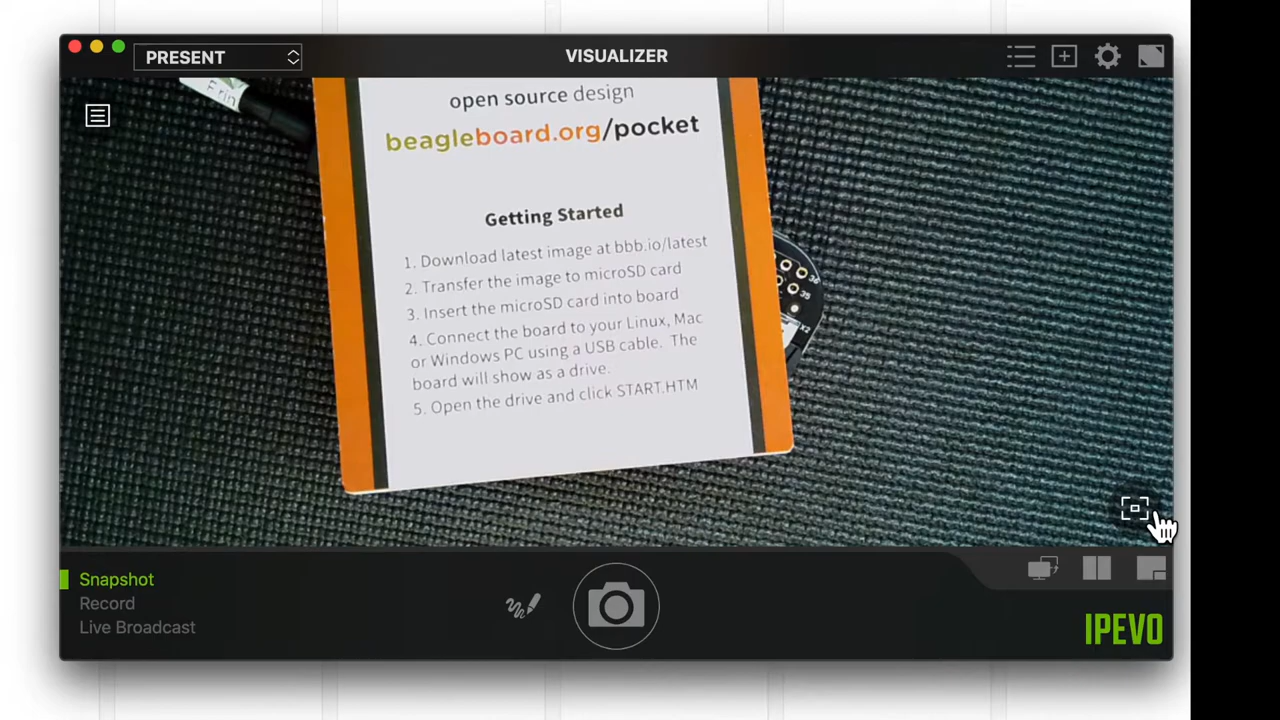 PRESENT
VISUALIZER
open source design
beagleboard.org/pocket
Getting Started
1. Download latest image at bbb.io/latest
2. Transfer the image to microSD card
3. Insert the microSD card into board
4. Connect the board to your Linux, Mac
or Windows PC using a USB cable. The
board will show as a drive.
5. Open the drive and click START.HTM
36
35
X2
Snapshot
Record
Live Broadcast
IPEVO